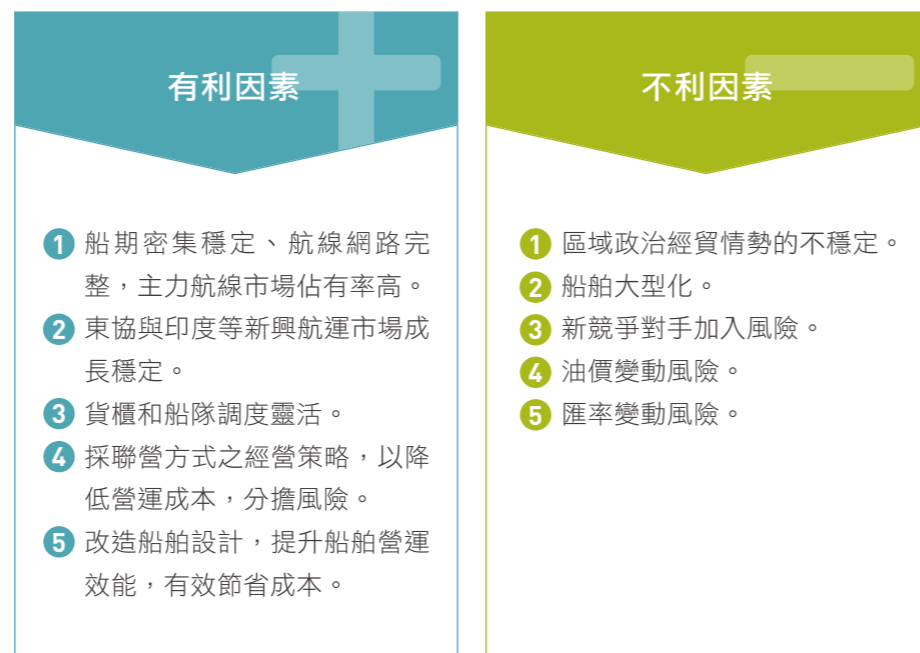 有利因素
1 船期密集穩定、航線網路完
整，主力航線市場佔有率高。
2 東協與印度等新興航運市場成
長穩定。
3 貨櫃和船隊調度靈活。
4 採聯營方式之經營策略，以降
低營運成本，分擔風險。
5 改造船舶設計，提升船舶營運
效能，有效節省成本。
不利因素
1 區域政治經貿情勢的不穩定。
2 船舶大型化。
3 新競爭對手加入風險。
4 油價變動風險。
5 匯率變動風險。